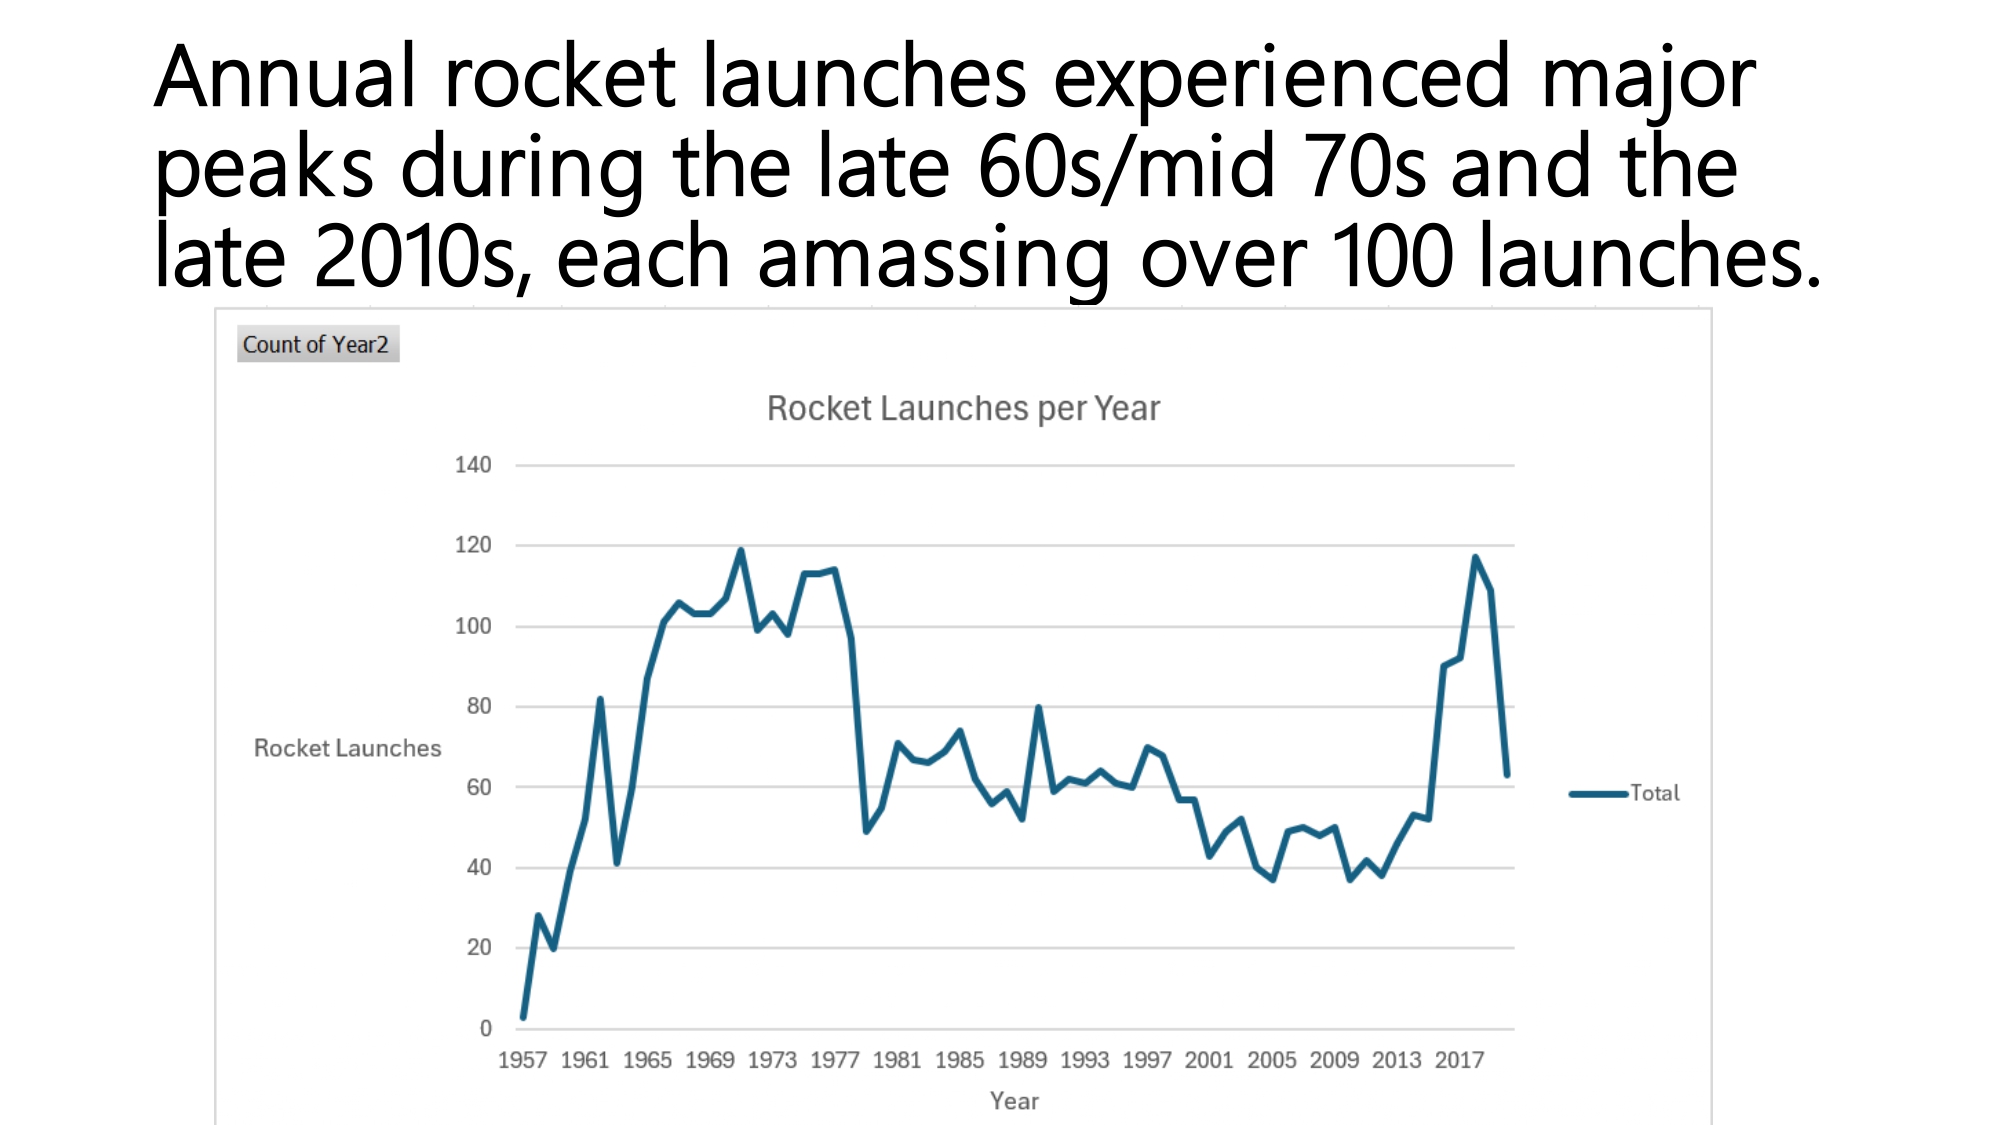 Annual rocket launches experienced major
peaks during the late 60s/mid 70s and the
late 2010s, each amassing over 100 launches.
Count of Year2
Rocket Launches per Year
140
120
100
80
60
40
20
0
Rocket Launches
Total
1957 1961 1965 1969 1973 1977 1981 1985 1989 1993 1997 2001 2005 2009 2013 2017
Year